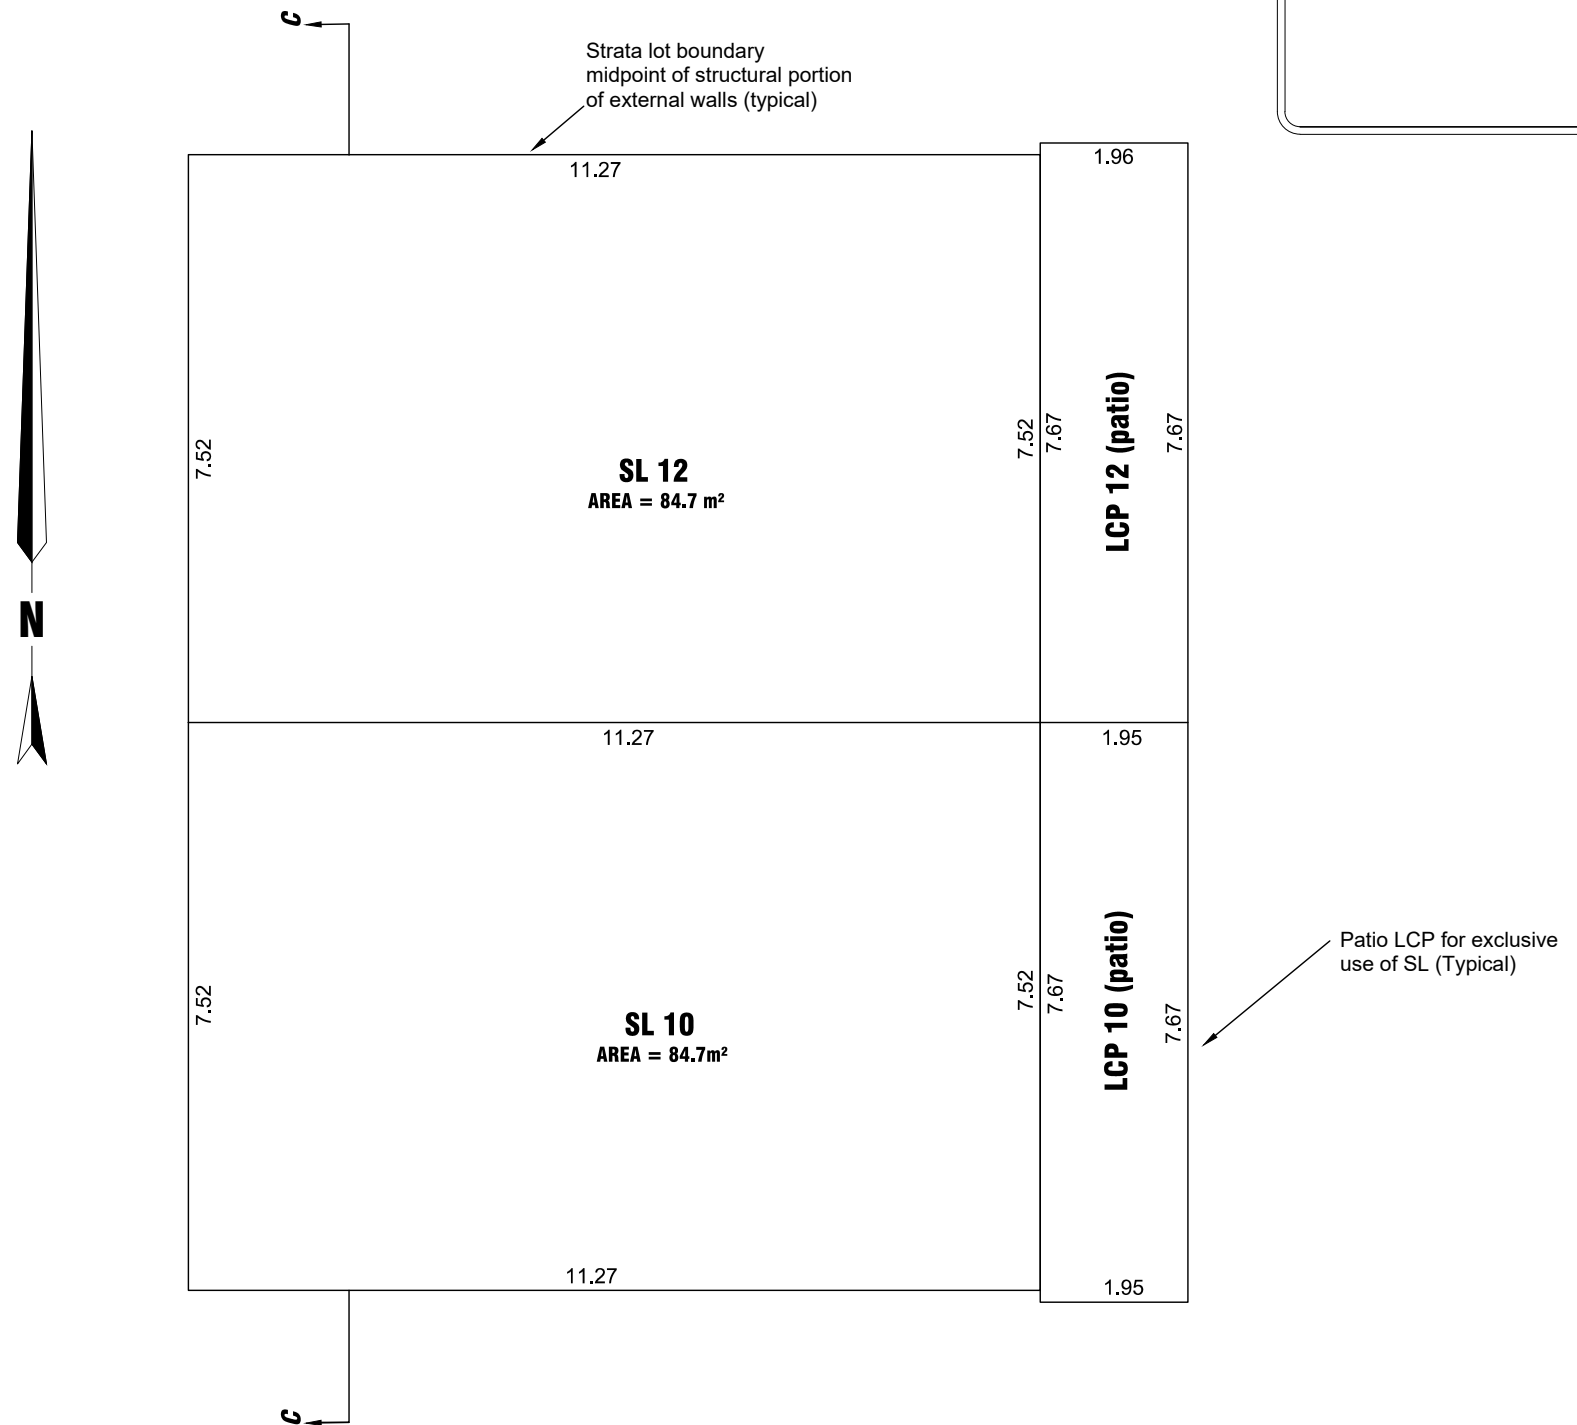 C
Strata lot boundary
midpoint of structural portion
of external walls (typical)
11.27
1.96
7.52
7.52
7.67
7.67
LCP 12 (patio)
SL 12
AREA = 84.7 m²
N
11.27
1.95
7.52
7.52
7.67
7.67
LCP 10 (patio)
Patio LCP for exclusive
use of SL (Typical)
SL 10
AREA = 84.7m²
11.27
1.95
C